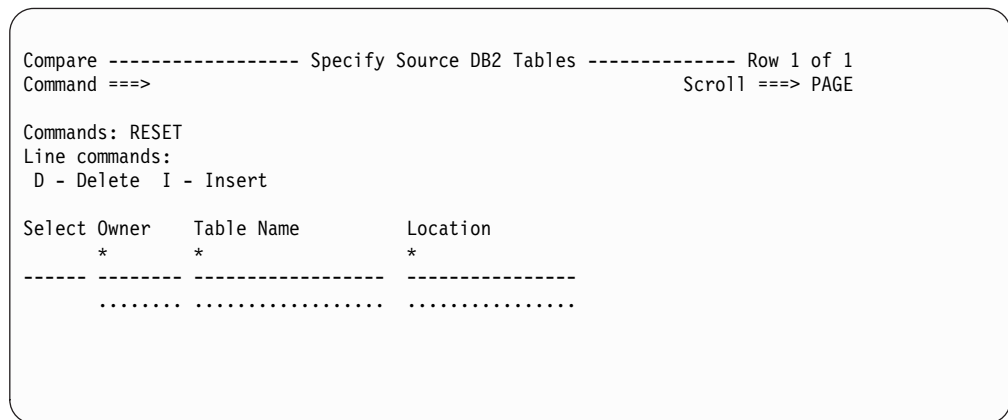 Compare ------------------ Specify Source DB2 Tables -------------- Row 1 of 1
Command ===>                                                  Scroll ===> PAGE
Commands: RESET
Line commands:
 D - Delete  I - Insert
Select Owner    Table Name          Location
       *        *                   *
------ -------- ------------------ ----------------
       ........ .................. ................